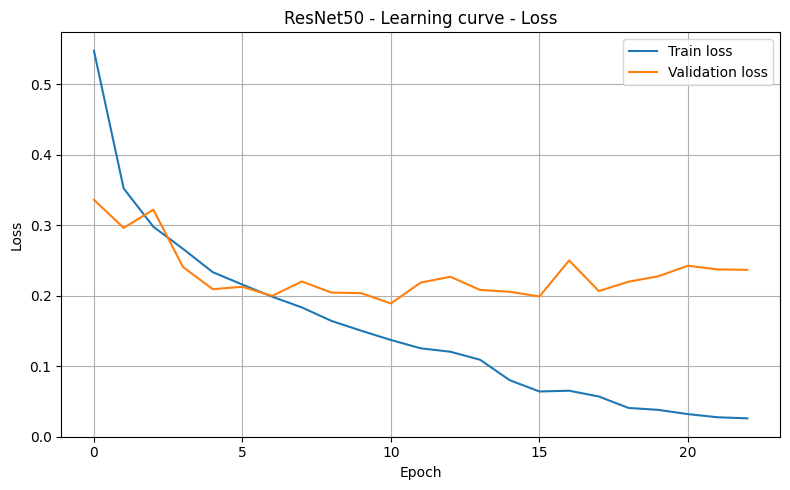 ResNet50 - Learning curve - Loss
Train loss
Validation loss
0.5
0.4
0.3
0.2
0.1
0.0
Loss
0
5
10
15
20
Epoch